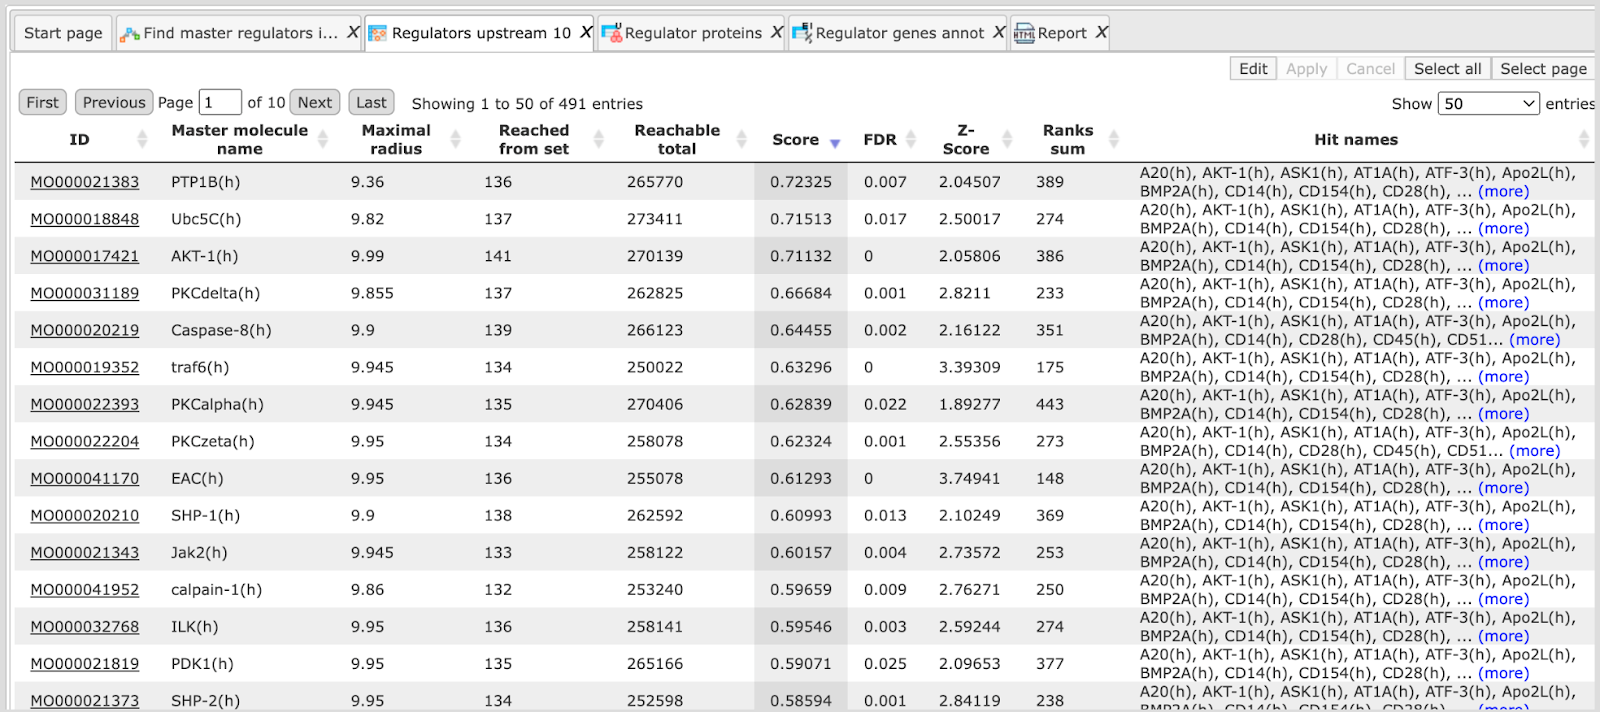 Start page Find master regulators i... X Regulators upstream 10 X Regulator proteins X Regulator genes annot X Report X
Edit Apply Cancel Select all Select page
First Previous Page 1 of 10 Next Last Showing 1 to 50 of 491 entries Show 50 entries
ID Master molecule name Maximal radius Reached from set Reachable total Score FDR Z-Score Ranks sum Hit names
MO000021383 PTP1B(h) 9.36 136 265770 0.72325 0.007 2.04507 389 A20(h), AKT-1(h), ASK1(h), AT1A(h), ATF-3(h), Apo2L(h),
BMP2A(h), CD14(h), CD154(h), CD28(h), ... (more)
MO000018848 Ubc5C(h) 9.82 137 273411 0.71513 0.017 2.50017 274 A20(h), AKT-1(h), ASK1(h), AT1A(h), ATF-3(h), Apo2L(h),
BMP2A(h), CD14(h), CD154(h), CD28(h), ... (more)
MO000017421 AKT-1(h) 9.99 141 270139 0.71132 0 2.05806 386 A20(h), AKT-1(h), ASK1(h), AT1A(h), ATF-3(h), Apo2L(h),
BMP2A(h), CD14(h), CD154(h), CD28(h), ... (more)
MO000031189 PKCdelta(h) 9.855 137 262825 0.66684 0.001 2.8211 233 A20(h), AKT-1(h), ASK1(h), AT1A(h), ATF-3(h), Apo2L(h),
BMP2A(h), CD14(h), CD154(h), CD28(h), ... (more)
MO000020219 Caspase-8(h) 9.9 139 266123 0.64455 0.002 2.16122 351 A20(h), AKT-1(h), ASK1(h), AT1A(h), ATF-3(h), Apo2L(h),
BMP2A(h), CD14(h), CD28(h), CD45(h), CD51... (more)
MO000019352 traf6(h) 9.945 134 250022 0.63296 0 3.39309 175 A20(h), AKT-1(h), ASK1(h), AT1A(h), ATF-3(h), Apo2L(h),
BMP2A(h), CD14(h), CD154(h), CD28(h), ... (more)
MO000022393 PKCalpha(h) 9.945 135 270406 0.62839 0.022 1.89277 443 A20(h), AKT-1(h), ASK1(h), AT1A(h), ATF-3(h), Apo2L(h),
BMP2A(h), CD14(h), CD154(h), CD28(h), ... (more)
MO000022204 PKCzeta(h) 9.95 134 258078 0.62324 0.001 2.55356 273 A20(h), AKT-1(h), ASK1(h), AT1A(h), ATF-3(h), Apo2L(h),
BMP2A(h), CD14(h), CD28(h), CD45(h), CD51... (more)
MO000041170 EAC(h) 9.95 136 255078 0.61293 0 3.74941 148 A20(h), AKT-1(h), ASK1(h), AT1A(h), ATF-3(h), Apo2L(h),
BMP2A(h), CD14(h), CD154(h), CD28(h), ... (more)
MO000020210 SHP-1(h) 9.9 138 262592 0.60993 0.013 2.10249 369 A20(h), AKT-1(h), ASK1(h), AT1A(h), ATF-3(h), Apo2L(h),
BMP2A(h), CD14(h), CD154(h), CD28(h), ... (more)
MO000021343 Jak2(h) 9.945 133 258122 0.60157 0.004 2.73572 253 A20(h), AKT-1(h), ASK1(h), AT1A(h), ATF-3(h), Apo2L(h),
BMP2A(h), CD14(h), CD154(h), CD28(h), ... (more)
MO000041952 calpain-1(h) 9.86 132 253240 0.59659 0.009 2.76271 250 A20(h), AKT-1(h), ASK1(h), AT1A(h), ATF-3(h), Apo2L(h),
BMP2A(h), CD14(h), CD154(h), CD28(h), ... (more)
MO000032768 ILK(h) 9.95 136 258141 0.59546 0.003 2.59244 274 A20(h), AKT-1(h), ASK1(h), AT1A(h), ATF-3(h), Apo2L(h),
BMP2A(h), CD14(h), CD154(h), CD28(h), ... (more)
MO000021819 PDK1(h) 9.95 135 265166 0.59071 0.025 2.09653 377 A20(h), AKT-1(h), ASK1(h), AT1A(h), ATF-3(h), Apo2L(h),
BMP2A(h), CD14(h), CD154(h), CD28(h), ... (more)
MO000021373 SHP-2(h) 9.95 134 252598 0.58594 0.001 2.84119 238 A20(h), AKT-1(h), ASK1(h), AT1A(h), ATF-3(h), Apo2L(h),
BMP2A(h), CD14(h), CD154(h), CD28(h), ... (more)